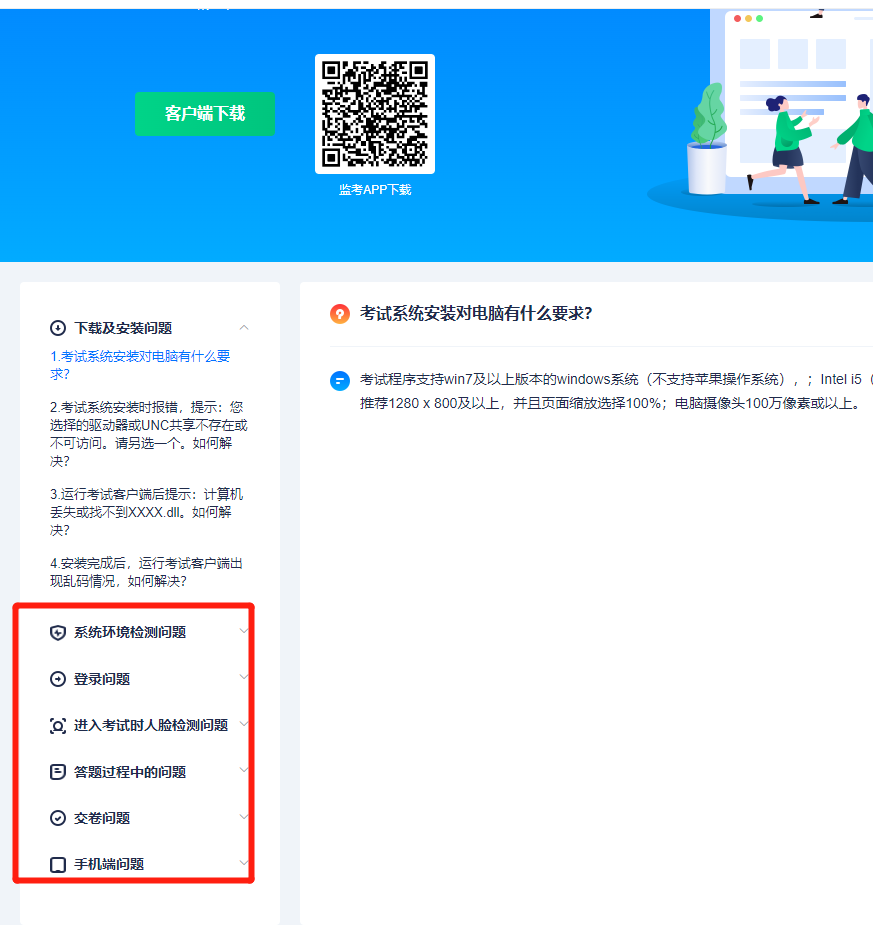 客户端下载
监考APP下载
下载及安装问题
1.考试系统安装对电脑有什么要
求?
2.考试系统安装时报错，提示：您
选择的驱动器或UNC共享不存在或
不可访问。请另选一个。如何解
决?
3.运行考试客户端后提示：计算机
丢失或找不到XXXX.dll。如何解
决?
4.安装完成后，运行考试客户端出
现乱码情况，如何解决?
系统环境检测问题
登录问题
进入考试时人脸检测问题
答题过程中的问题
交卷问题
手机端问题
考试系统安装对电脑有什么要求?
考试程序支持win7及以上版本的windows系统（不支持苹果操作系统），；Intel i5（
推荐1280 x 800及以上，并且页面缩放选择100%；电脑摄像头100万像素或以上。